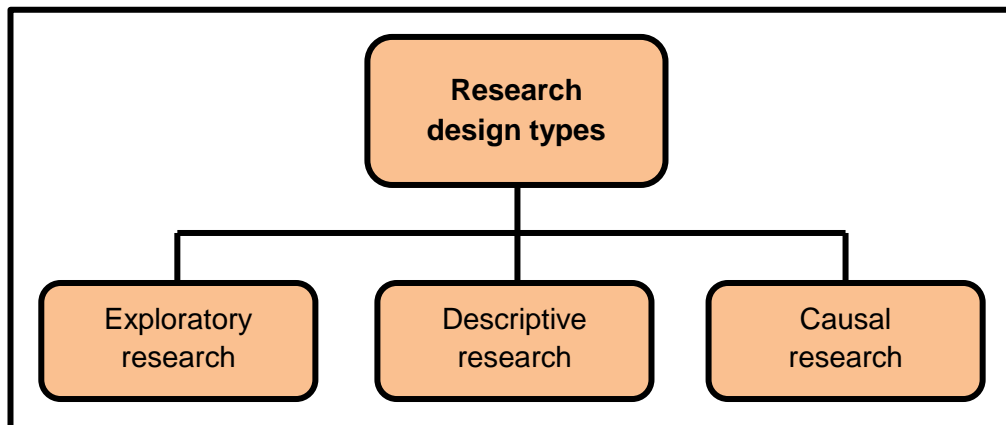 Research
design types
Exploratory
research
Descriptive
research
Causal
research